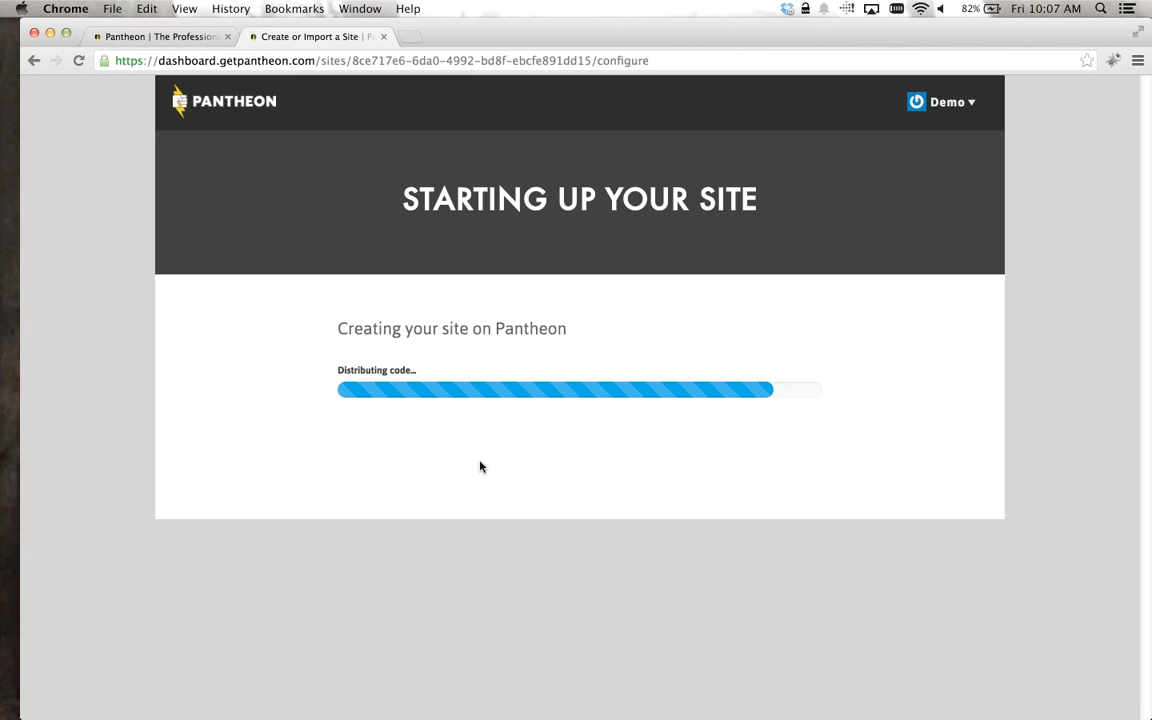 Chrome File Edit View History Bookmarks Window Help 82% Fri 10:07 AM
Pantheon | The Profession
Create or Import a Site | P
https://dashboard.getpantheon.com/sites/8ce717e6-6da0-4992-bd8f-ebcfe891dd15/configure
PANTHEON
Demo
STARTING UP YOUR SITE
Creating your site on Pantheon
Distributing code...